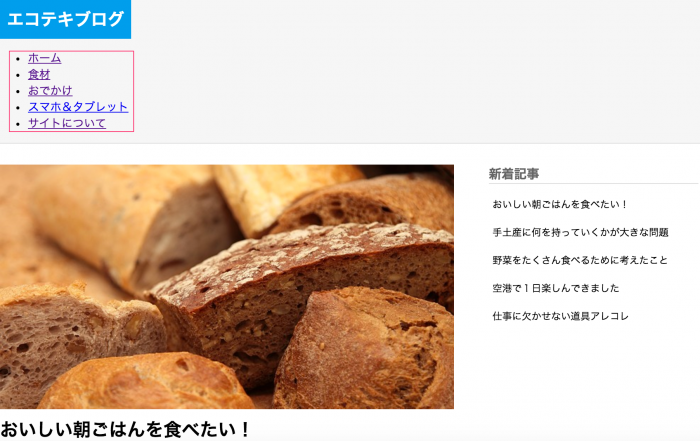 エコテキブログ
ホーム
食材
おでかけ
スマホ＆タブレット
サイトについて
新着記事
おいしい朝ごはんを食べたい！
手土産に何を持っていくかが大きな問題
野菜をたくさん食べるために考えたこと
空港で１日楽しんできました
仕事に欠かせない道具アレコレ
おいしい朝ごはんを食べたい！